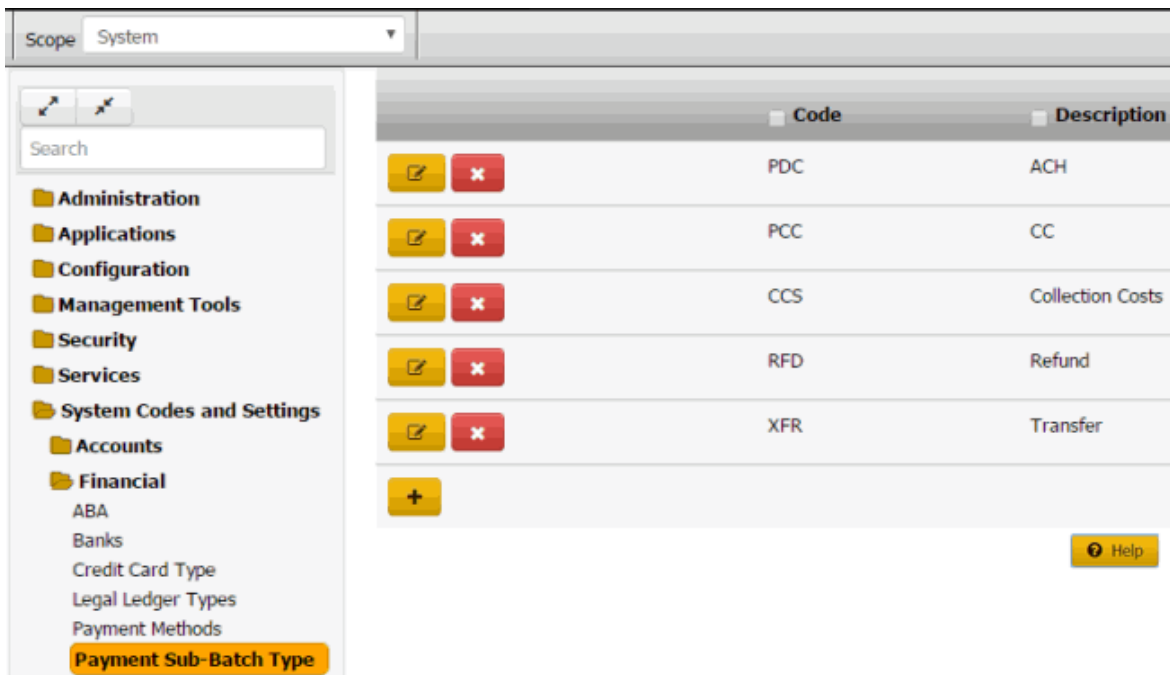 Scope System
Search
Administration
Applications
Configuration
Management Tools
Security
Services
System Codes and Settings
Accounts
Financial
ABA
Banks
Credit Card Type
Legal Ledger Types
Payment Methods
Payment Sub-Batch Type
Code Description
PDC ACH
PCC CC
CCS Collection Costs
RFD Refund
XFR Transfer
Help